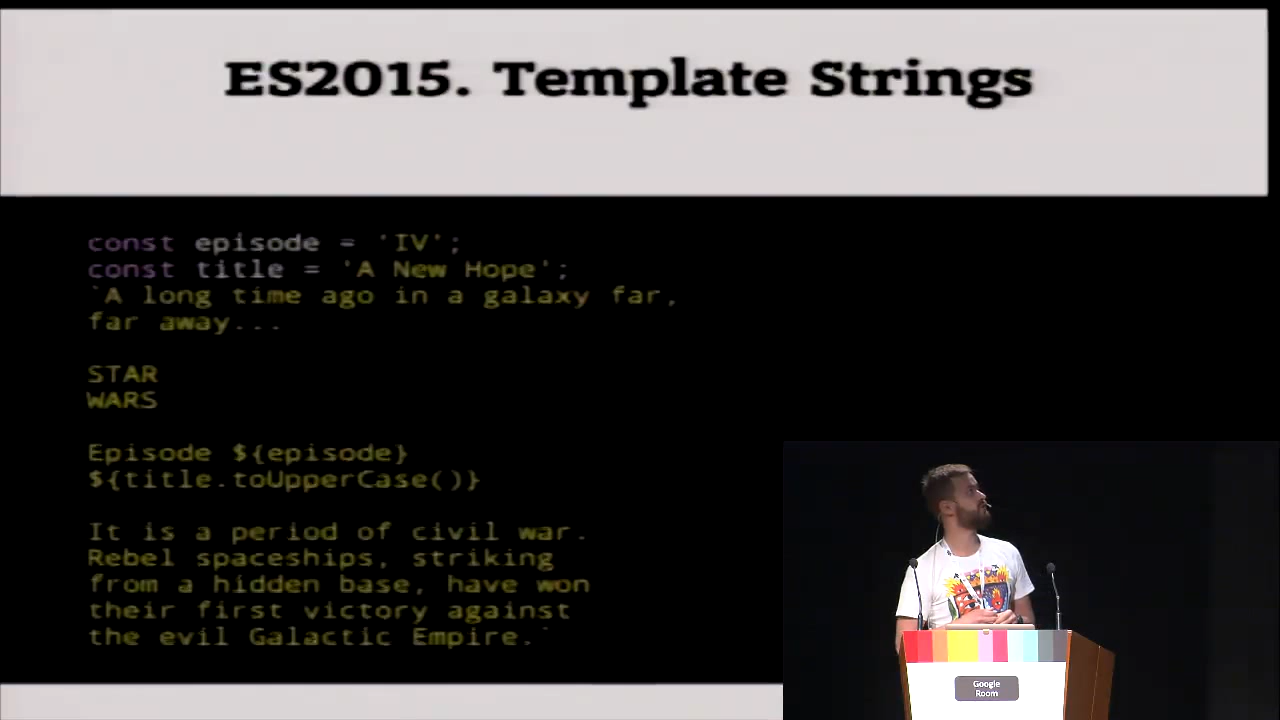 ES2015. Template Strings
const episode = 'IV';
const title = 'A New Hope';
`A long time ago in a galaxy far,
far away...
STAR
WARS
Episode ${episode}
${title.toUpperCase()}
It is a period of civil war.
Rebel spaceships, striking
from a hidden base, have won
their first victory against
the evil Galactic Empire.`
Google
Room